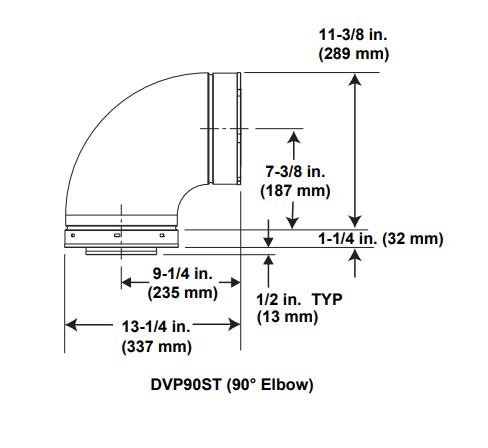 11-3/8 in.
(289 mm)
7-3/8 in.
(187 mm)
1-1/4 in. (32 mm)
9-1/4 in.
(235 mm)
1/2 in. TYP
(13 mm)
13-1/4 in.
(337 mm)
DVP90ST (90° Elbow)